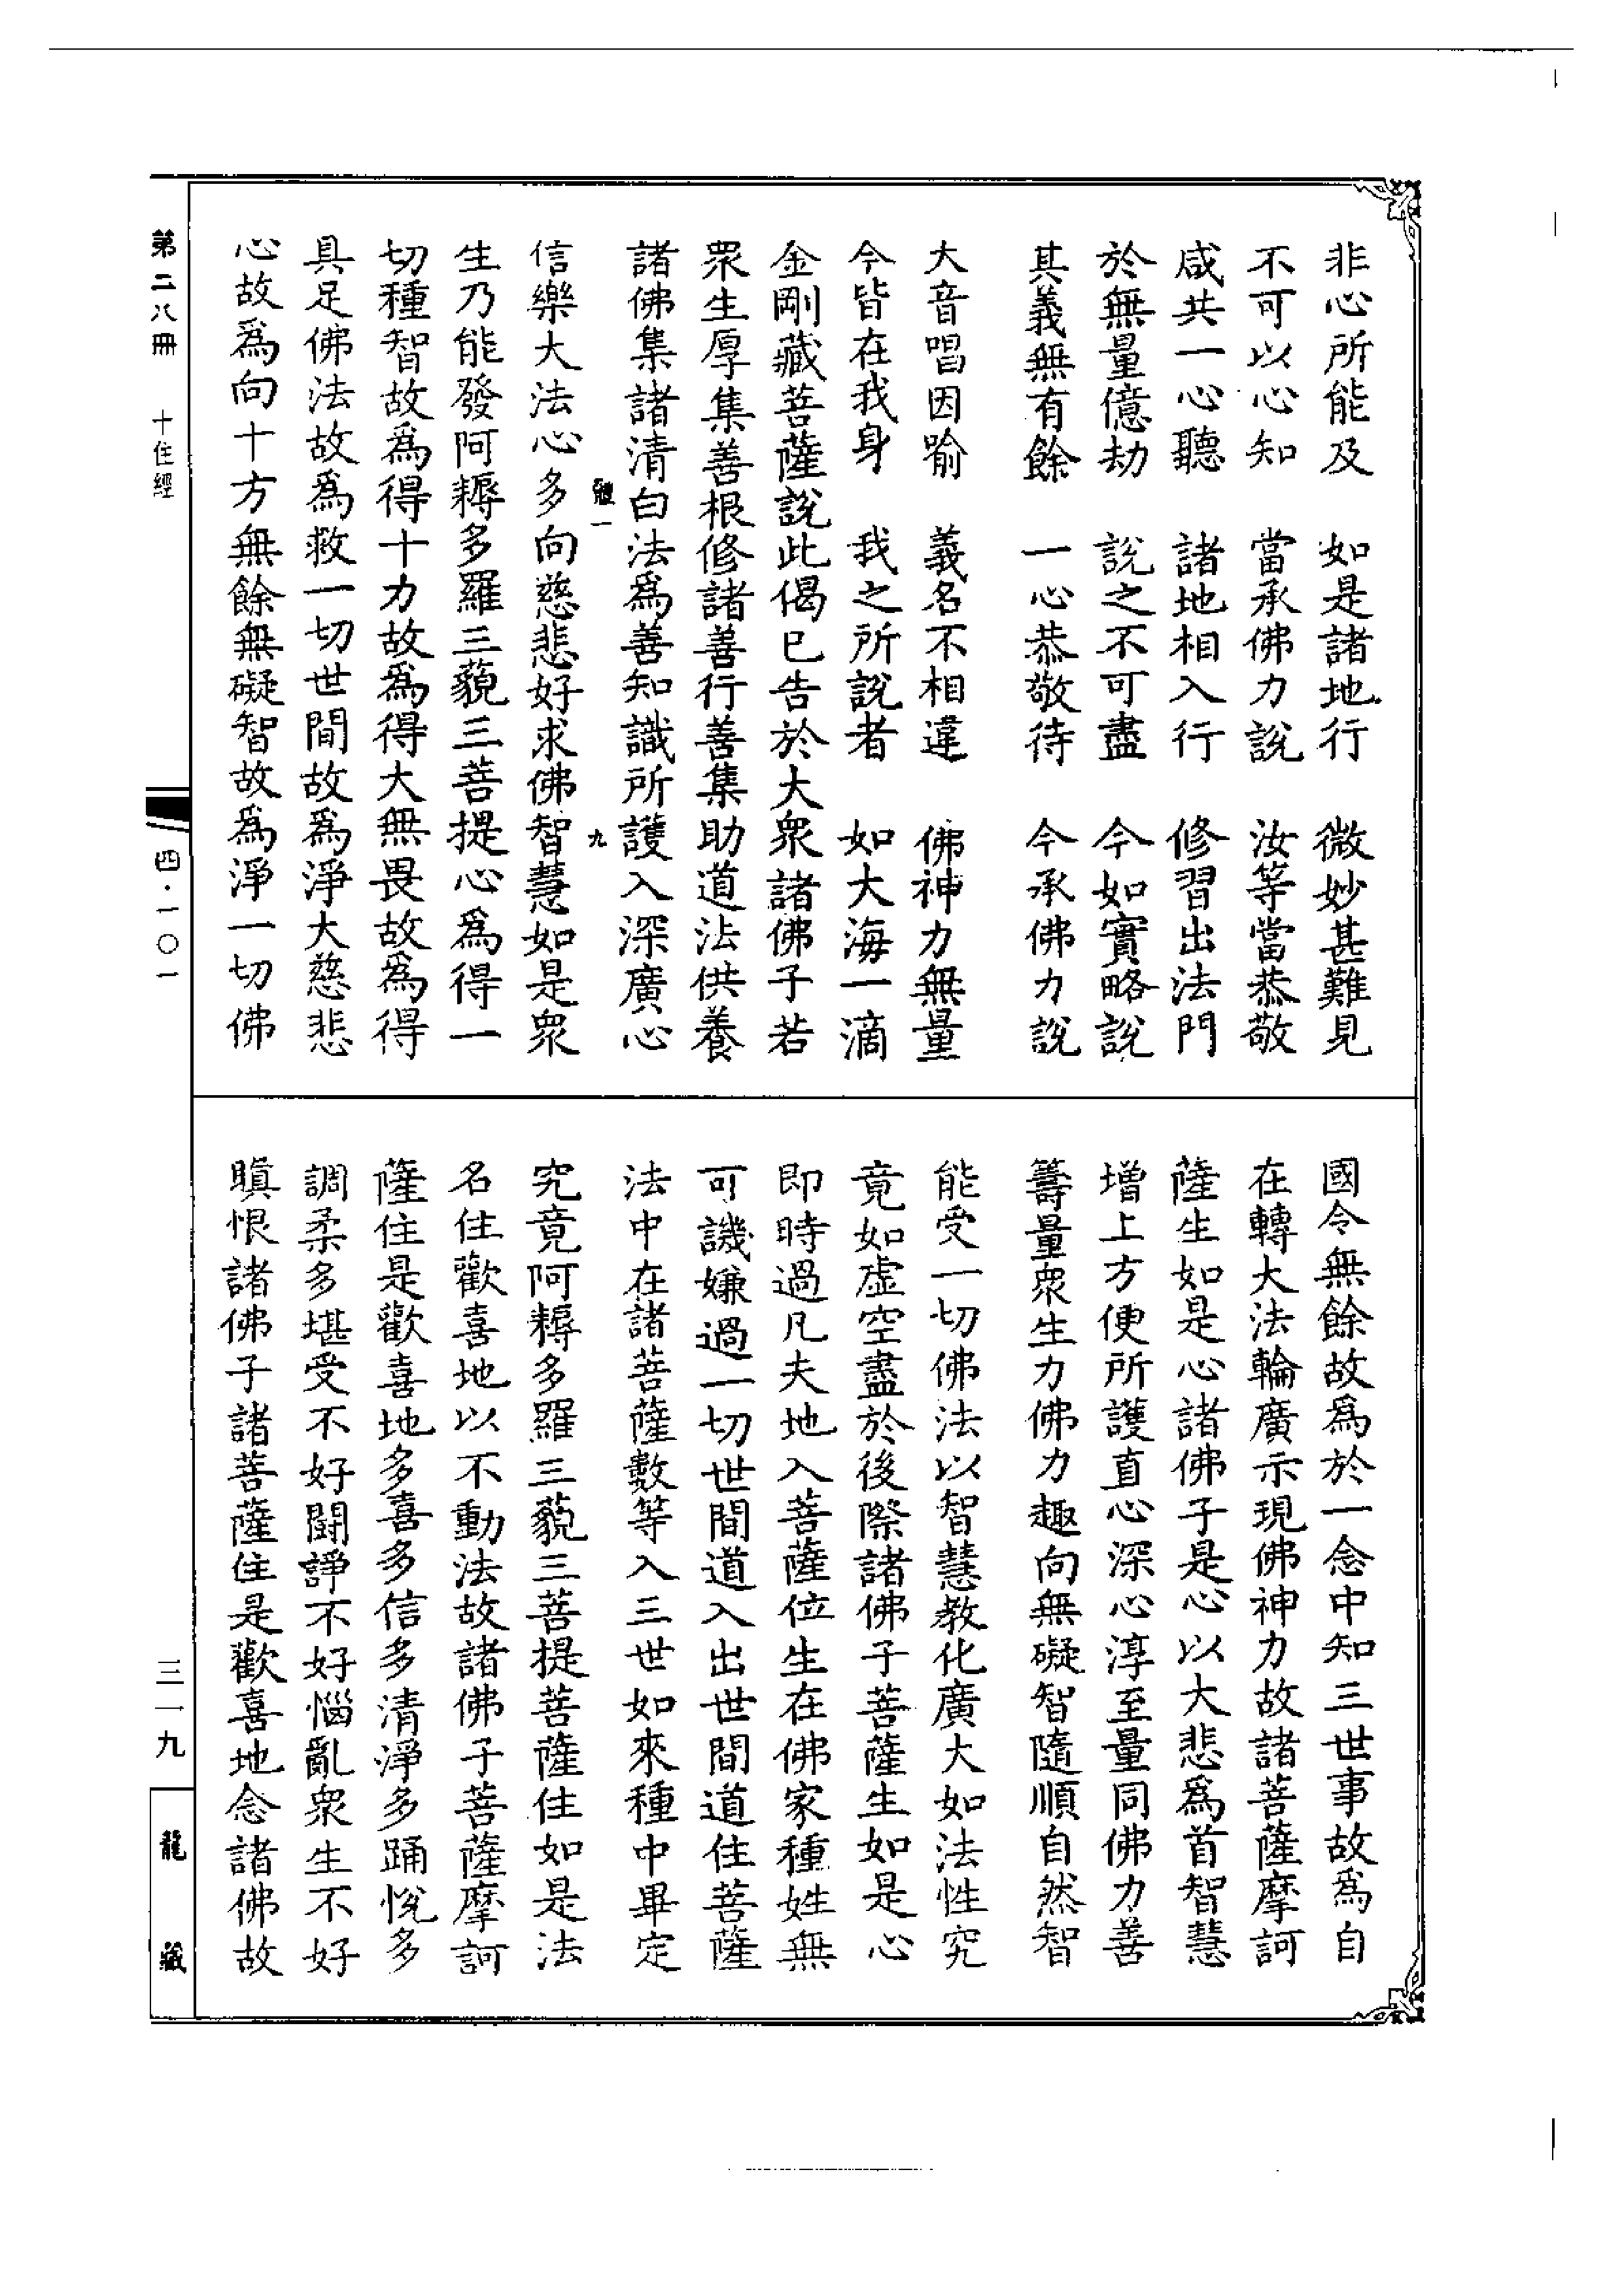 非心所能及　如是諸地行　微妙甚難見
不可以心知　當承佛力說　汝等當恭敬
咸共一心聽　諸地相入行　修習出法門
於無量億劫　說之不可盡　今如實略說
其義無有餘　一心恭敬待　今承佛力說
大音唱因喻　義名不相違　佛神力無量
今皆在我身　我之所說者　如大海一滴
金剛藏菩薩說此偈已告於大衆諸佛子若
衆生厚集善根修諸善行善集助道法供養
諸佛集諸清白法爲善知識所護入深廣心
體一　九
信樂大法心多向慈悲好求佛智慧如是衆
生乃能發阿耨多羅三藐三菩提心爲得一
切種智故爲得十力故爲得大無畏故爲得
具足佛法故爲救一切世間故爲淨大慈悲
心故爲向十方無餘無礙智故爲淨一切佛
國令無餘故爲於一念中知三世事故爲自
在轉大法輪廣示現佛神力故諸菩薩摩訶
薩生如是心諸佛子是心以大悲爲首智慧
增上方便所護直心深心淳至量同佛力善
籌量衆生力佛力趣向無礙智隨順自然智
能受一切佛法以智慧教化廣大如法性究
竟如虛空盡於後際諸佛子菩薩生如是心
即時過凡夫地入菩薩位生在佛家種姓無
可譏嫌過一切世間道入出世間道住菩薩
法中在諸菩薩數等入三世如來種中畢定
究竟阿耨多羅三藐三菩提菩薩住如是法
名住歡喜地以不動法故諸佛子菩薩摩訶
薩住是歡喜地多喜多信多清淨多踊悅多
調柔多堪受不好鬪諍不好惱亂衆生不好
瞋恨諸佛子諸菩薩住是歡喜地念諸佛故
第二八冊　十住經
四·一〇一
三一九
龍藏